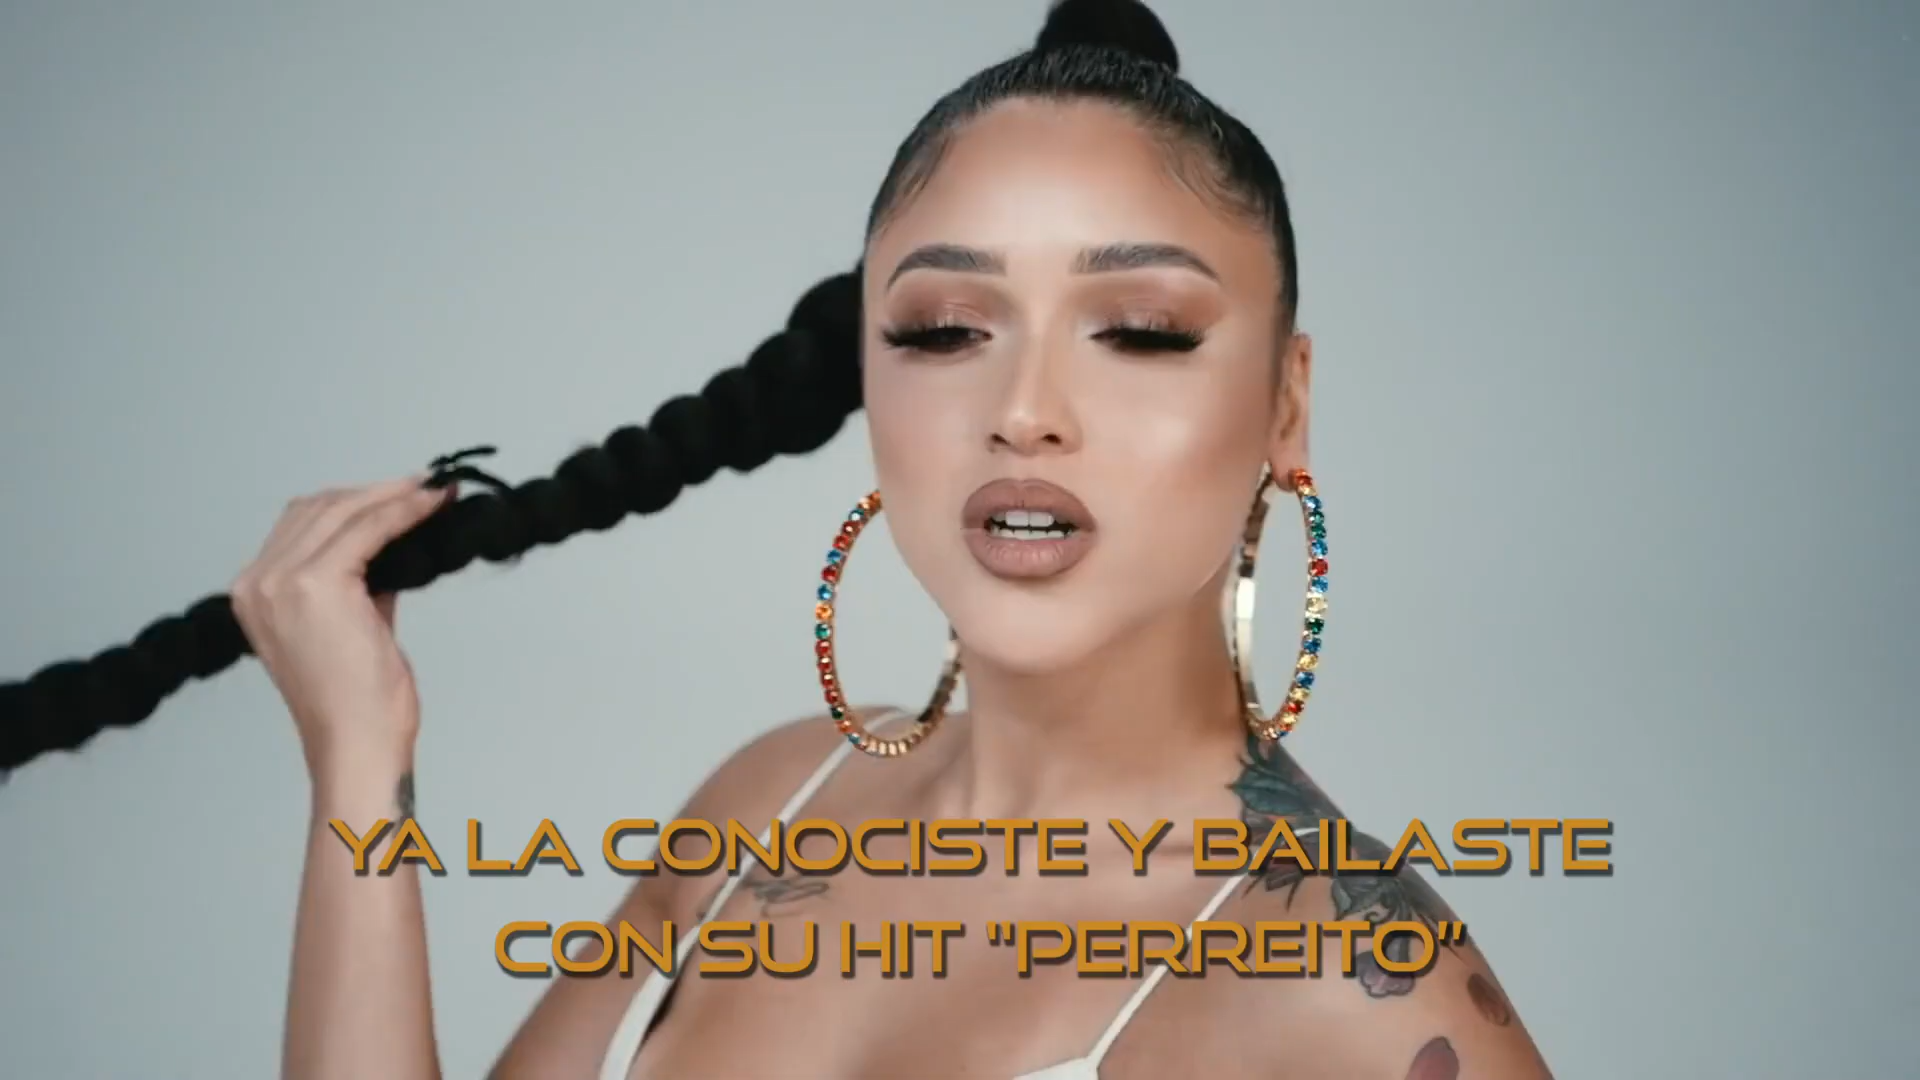 YA LA CONOCISTE Y BAILASTE
CON SU HIT "PERREITO"